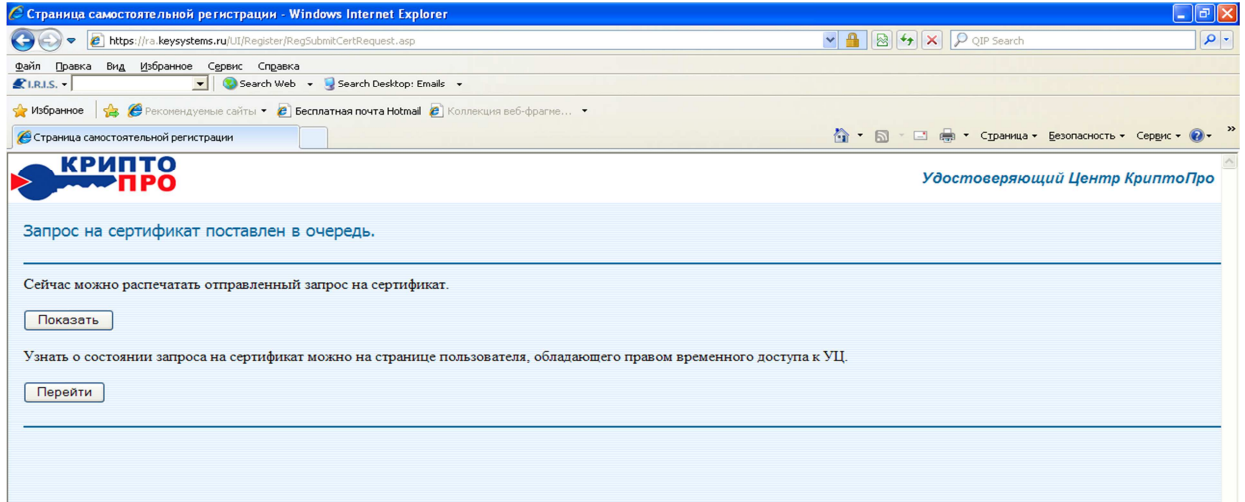 Страница самостоятельной регистрации - Windows Internet Explorer
https://ra.keysystems.ru/UI/Register/RegSubmitCertRequest.asp
QIP Search
Файл Правка Вид Избранное Сервис Справка
I.R.I.S. Search Web Search Desktop: Emails
Избранное Рекомендуемые сайты Бесплатная почта Hotmail Коллекция веб-фрагме...
Страница самостоятельной регистрации
Страница Безопасность Сервис
КРИПТО
ПРО
Удостоверяющий Центр КриптоПро
Запрос на сертификат поставлен в очередь.
Сейчас можно распечатать отправленный запрос на сертификат.
Показать
Узнать о состоянии запроса на сертификат можно на странице пользователя, обладающего правом временного доступа к УЦ.
Перейти